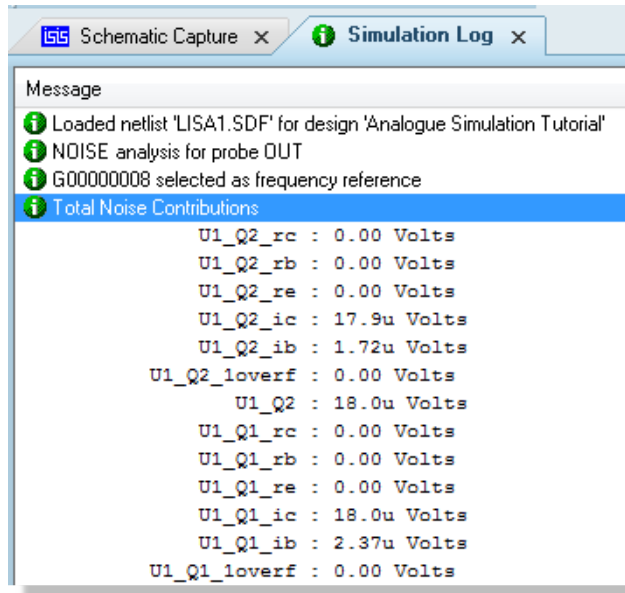 isis Schematic Capture x Simulation Log x
Message
Loaded netlist 'LISA1.SDF' for design 'Analogue Simulation Tutorial'
NOISE analysis for probe OUT
G00000008 selected as frequency reference
Total Noise Contributions
U1_Q2_rc : 0.00 Volts
U1_Q2_rb : 0.00 Volts
U1_Q2_re : 0.00 Volts
U1_Q2_ic : 17.9u Volts
U1_Q2_ib : 1.72u Volts
U1_Q2_1overf : 0.00 Volts
U1_Q2 : 18.0u Volts
U1_Q1_rc : 0.00 Volts
U1_Q1_rb : 0.00 Volts
U1_Q1_re : 0.00 Volts
U1_Q1_ic : 18.0u Volts
U1_Q1_ib : 2.37u Volts
U1_Q1_1overf : 0.00 Volts